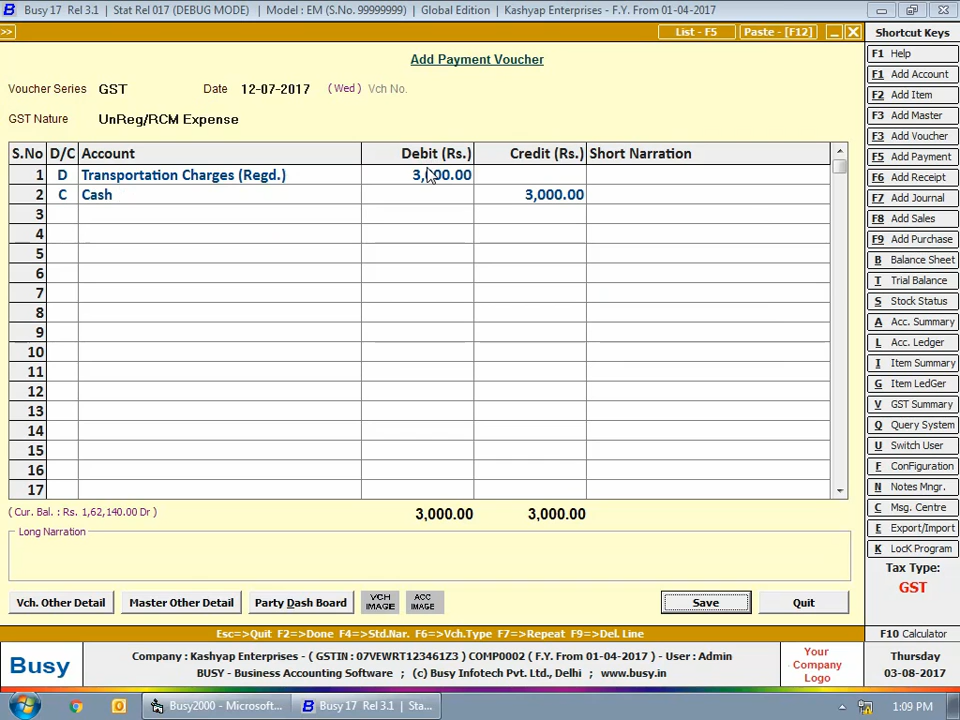 Busy 17 Rel 3.1 | Stat Rel 017 (DEBUG MODE) | Model : EM (S.No. 99999999) | Global Edition | Kashyap Enterprises - F.Y. From 01-04-2017
>> List - F5 Paste - [F12]
Shortcut Keys
Add Payment Voucher
Voucher Series GST Date 12-07-2017 (Wed) Vch No.
GST Nature UnReg/RCM Expense
S.No D/C Account Debit (Rs.) Credit (Rs.) Short Narration
1 D Transportation Charges (Regd.) 3,000.00
2 C Cash 3,000.00
3
4
5
6
7
8
9
10
11
12
13
14
15
16
17
(Cur. Bal. : Rs. 1,62,140.00 Dr) 3,000.00 3,000.00
Long Narration
Vch. Other Detail Master Other Detail Party Dash Board VCH IMAGE ACC IMAGE Save Quit
Esc=>Quit F2=>Done F4=>Std.Nar. F6=>Vch.Type F7=>Repeat F9=>Del. Line
F1 Help
F1 Add Account
F2 Add Item
F3 Add Master
F3 Add Voucher
F5 Add Payment
F6 Add Receipt
F7 Add Journal
F8 Add Sales
F9 Add Purchase
B Balance Sheet
T Trial Balance
S Stock Status
A Acc. Summary
L Acc. Ledger
I Item Summary
G Item LedGer
V GST Summary
Q Query System
U Switch User
F ConFiguration
N Notes Mngr.
C Msg. Centre
E Export/Import
K LocK Program
Tax Type:
GST
F10 Calculator
Busy
Company : Kashyap Enterprises - ( GSTIN : 07VEWRT123461Z3 ) COMP0002 ( F.Y. From 01-04-2017 ) - User : Admin
BUSY - Business Accounting Software ; (c) Busy Infotech Pvt. Ltd., Delhi ; www.busy.in
Your
Company
Logo
Thursday
03-08-2017
Busy2000 - Microsoft... Busy 17 Rel 3.1 | Sta... 1:09 PM